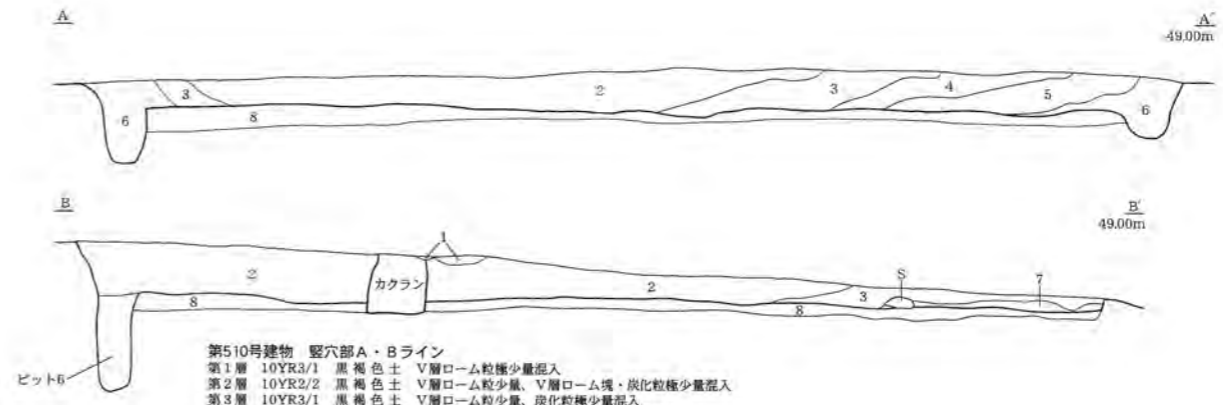 A
A´
49.00m
3
2
3
4
5
6
8
6
B
B´
49.00m
1
2
カクラン
2
S
7
3
8
8
ピット6
第510号建物 竪穴部A・Bライン
第1層 10YR3/1 黒褐色土 Ⅴ層ローム粒極少量混入
第2層 10YR2/2 黒褐色土 Ⅴ層ローム粒少量、Ⅴ層ローム塊・炭化粒極少量混入
第3層 10YR3/1 黒褐色土 Ⅴ層ローム粒少量、炭化粒極少量混入